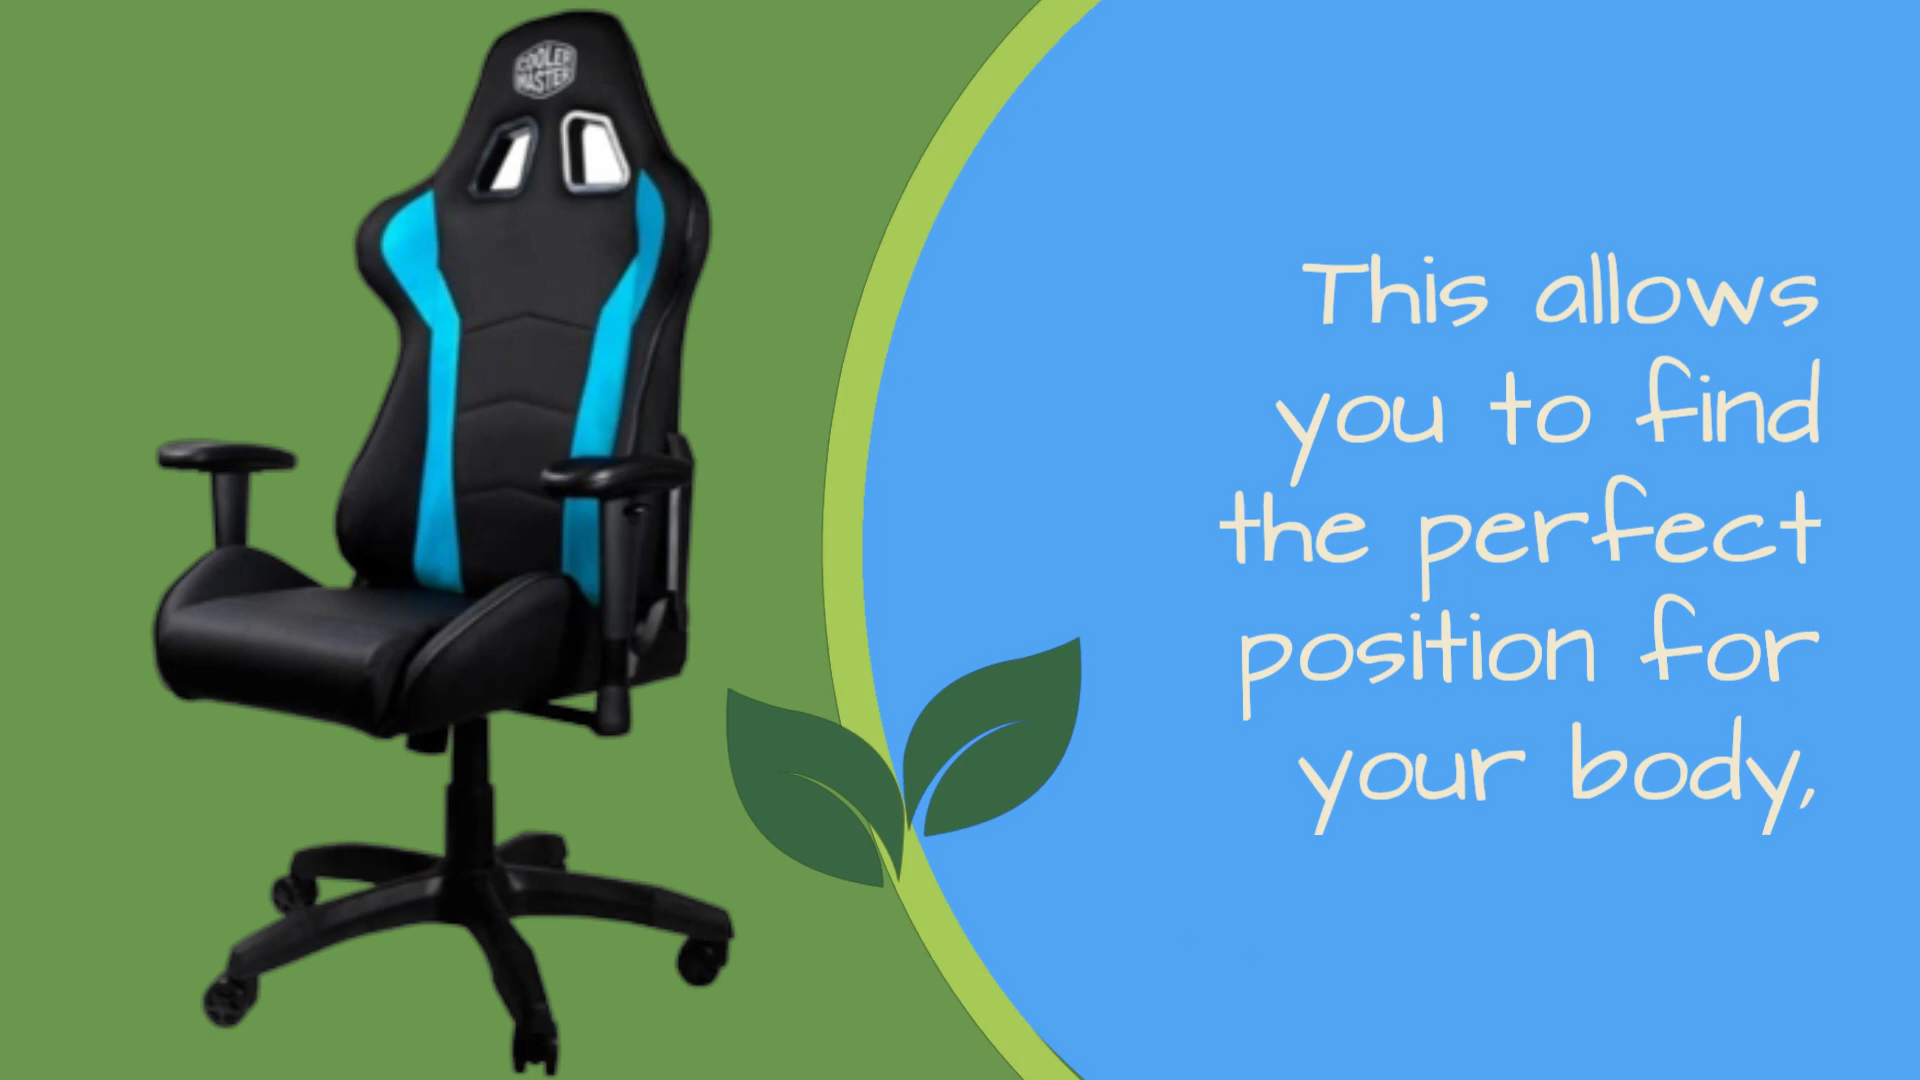 COOLER
MASTER
This allows
you to find
the perfect
position for
your body,